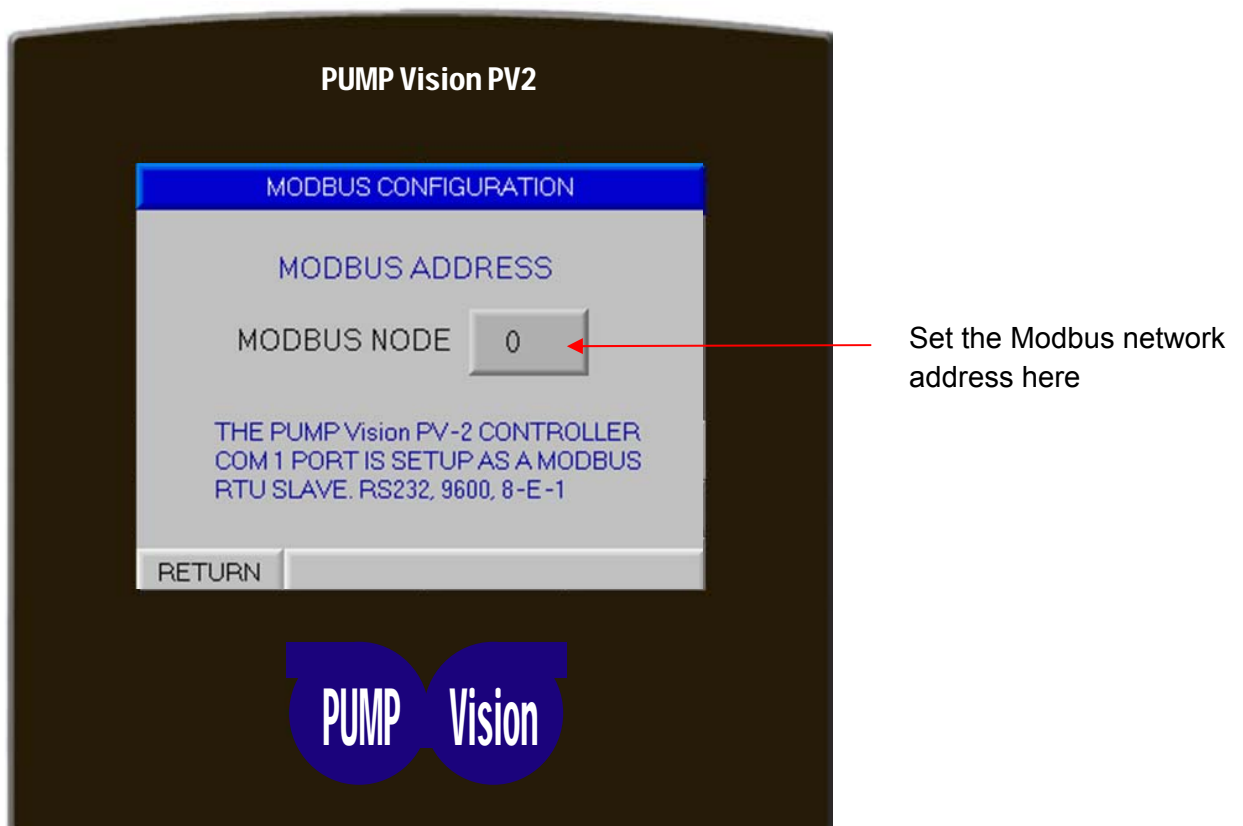 PUMP Vision PV2
MODBUS CONFIGURATION
MODBUS ADDRESS
MODBUS NODE 0
Set the Modbus network
address here
THE PUMP Vision PV-2 CONTROLLER
COM 1 PORT IS SETUP AS A MODBUS
RTU SLAVE. RS232, 9600, 8-E-1
RETURN
PUMP Vision